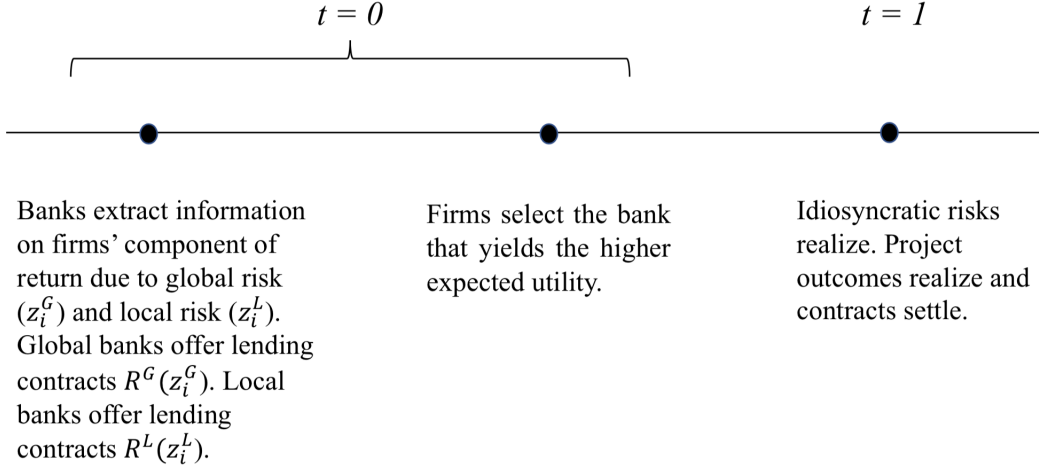 t = 0
t = 1
Banks extract information
on firms’ component of
return due to global risk
(z_i^G) and local risk (z_i^L).
Global banks offer lending
contracts R^G(z_i^G). Local
banks offer lending
contracts R^L(z_i^L).
Firms select the bank
that yields the higher
expected utility.
Idiosyncratic risks
realize. Project
outcomes realize and
contracts settle.